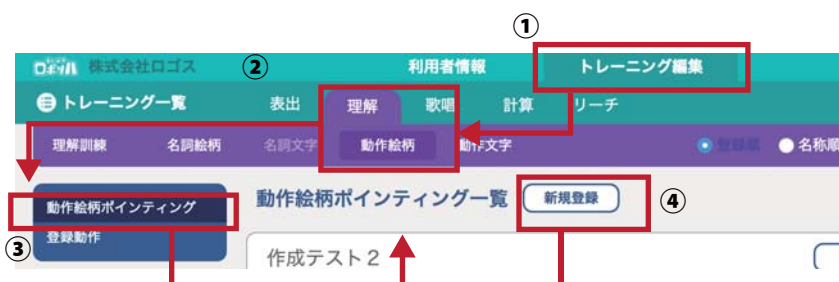 ①
ロゴハ 株式会社ロゴス ② 利用者情報 トレーニング編集
トレーニング一覧 表出 理解 歌唱 計算 リーチ
理解訓練 名詞絵柄 名詞文字 動作絵柄 動作文字 登録順 名称順
動作絵柄ポインティング 動作絵柄ポインティング一覧 新規登録 ④
③ 登録動作
作成テスト2